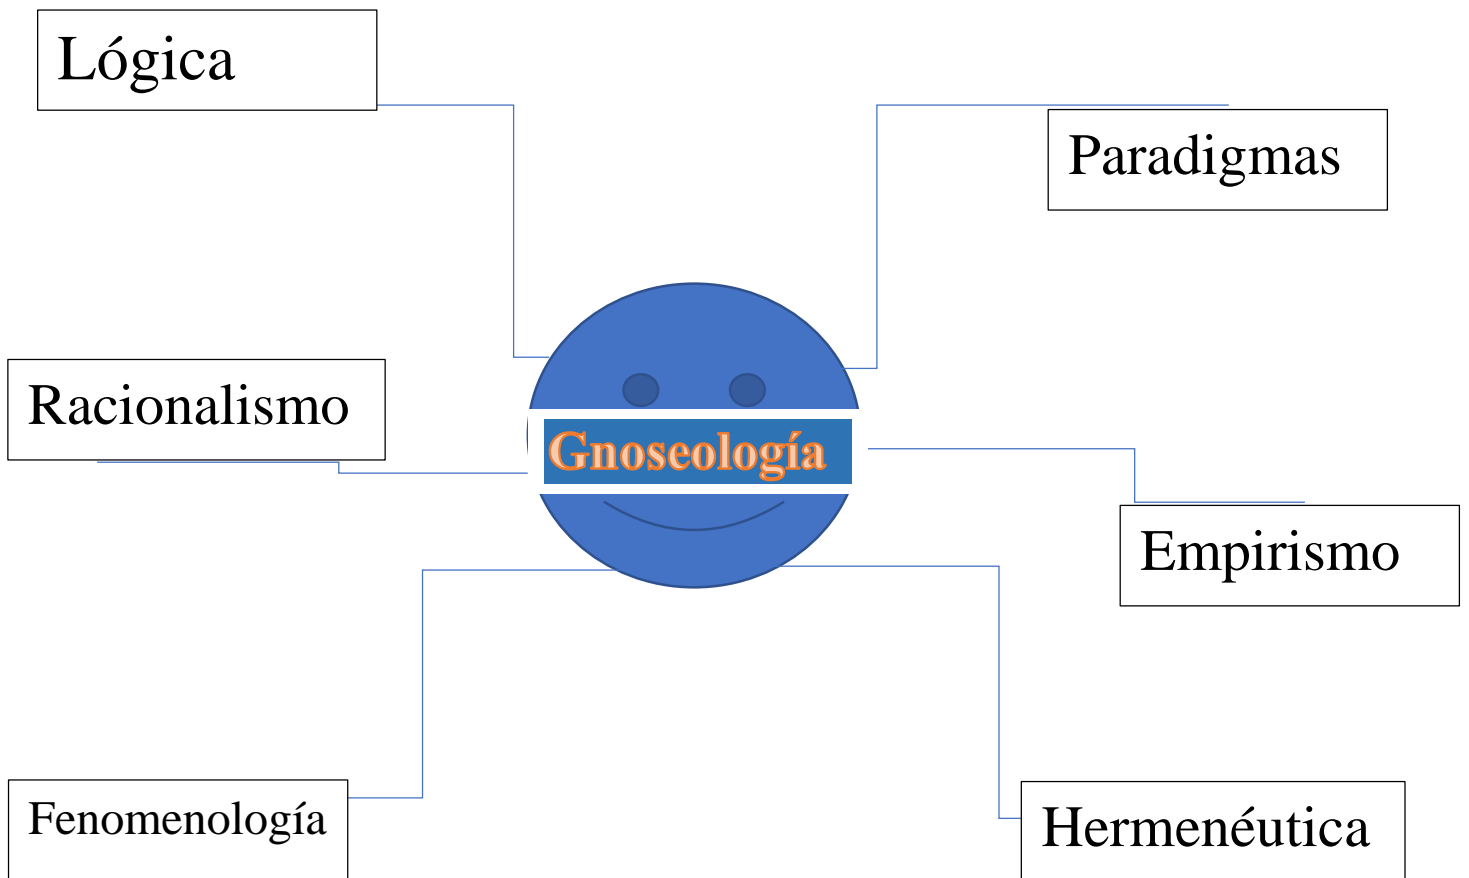 Lógica
Paradigmas
Racionalismo
Gnoseología
Empirismo
Fenomenología
Hermenéutica